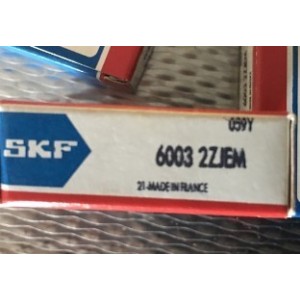 059Y
SKF
6003 2ZJEM
21-MADE IN FRANCE